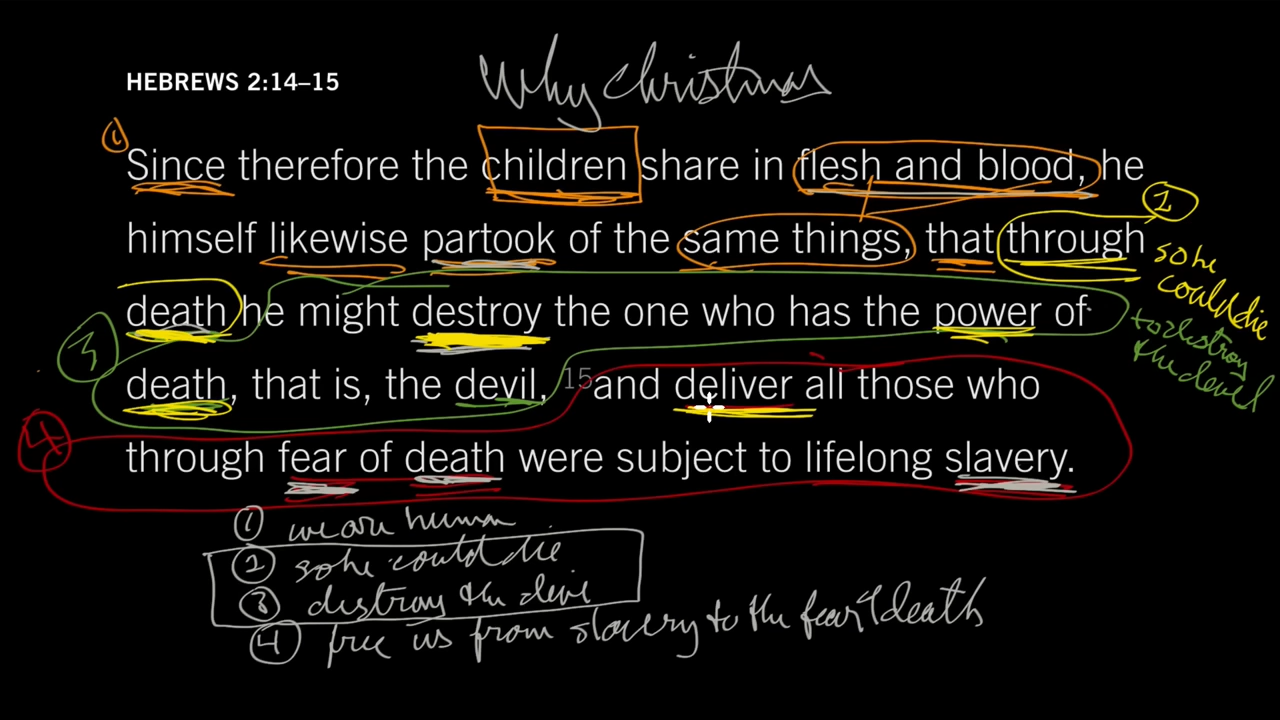 HEBREWS 2:14–15
Why Christmas
① Since therefore the children share in flesh and blood, he
himself likewise partook of the same things, that through
②
so he
could die
death he might destroy the one who has the power of
to destroy
the devil
③
death, that is, the devil, 15 and deliver all those who
④
through fear of death were subject to lifelong slavery.
① we are human
② so he could die
③ destroy the devil
④ free us from slavery to the fear of death